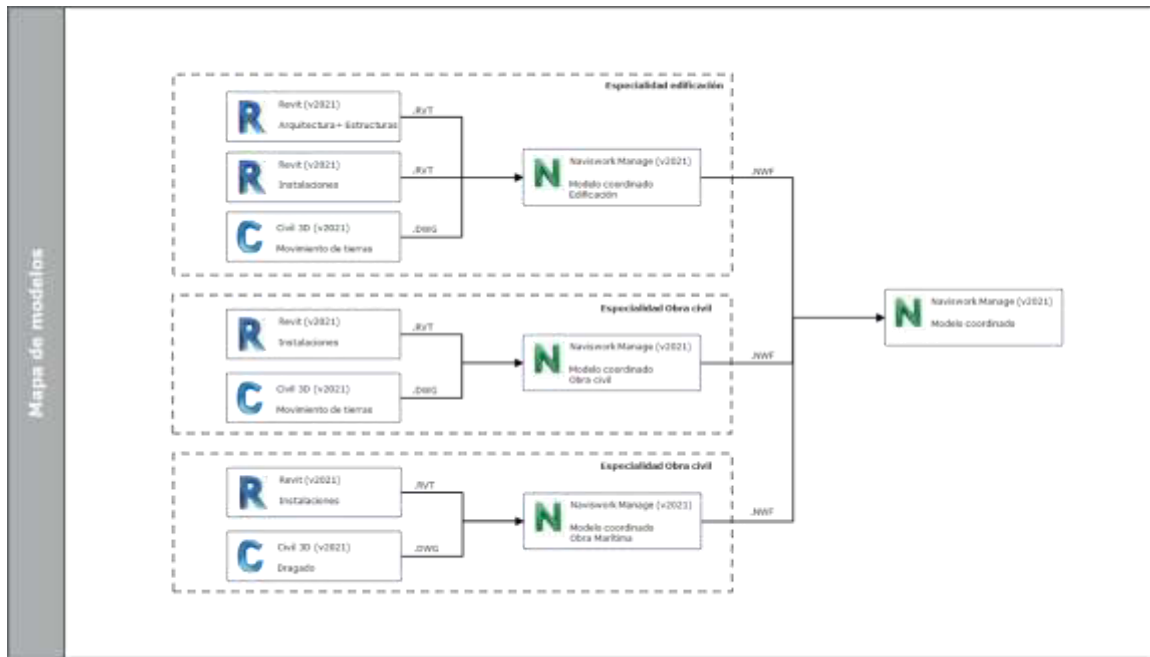 Mapa de modelos
Especialidad edificación
Revit (v2021)
Arquitectura+ Estructuras
.RVT
Revit (v2021)
Instalaciones
.RVT
Civil 3D (v2021)
Movimiento de tierras
.DWG
Naviswork Manage (v2021)
Modelo coordinado
Edificación
.NWF
Especialidad Obra civil
Revit (v2021)
Instalaciones
.RVT
Civil 3D (v2021)
Movimiento de tierras
.DWG
Naviswork Manage (v2021)
Modelo coordinado
Obra civil
.NWF
Especialidad Obra civil
Revit (v2021)
Instalaciones
.RVT
Civil 3D (v2021)
Dragado
.DWG
Naviswork Manage (v2021)
Modelo coordinado
Obra Marítima
.NWF
Naviswork Manage (v2021)
Modelo coordinado